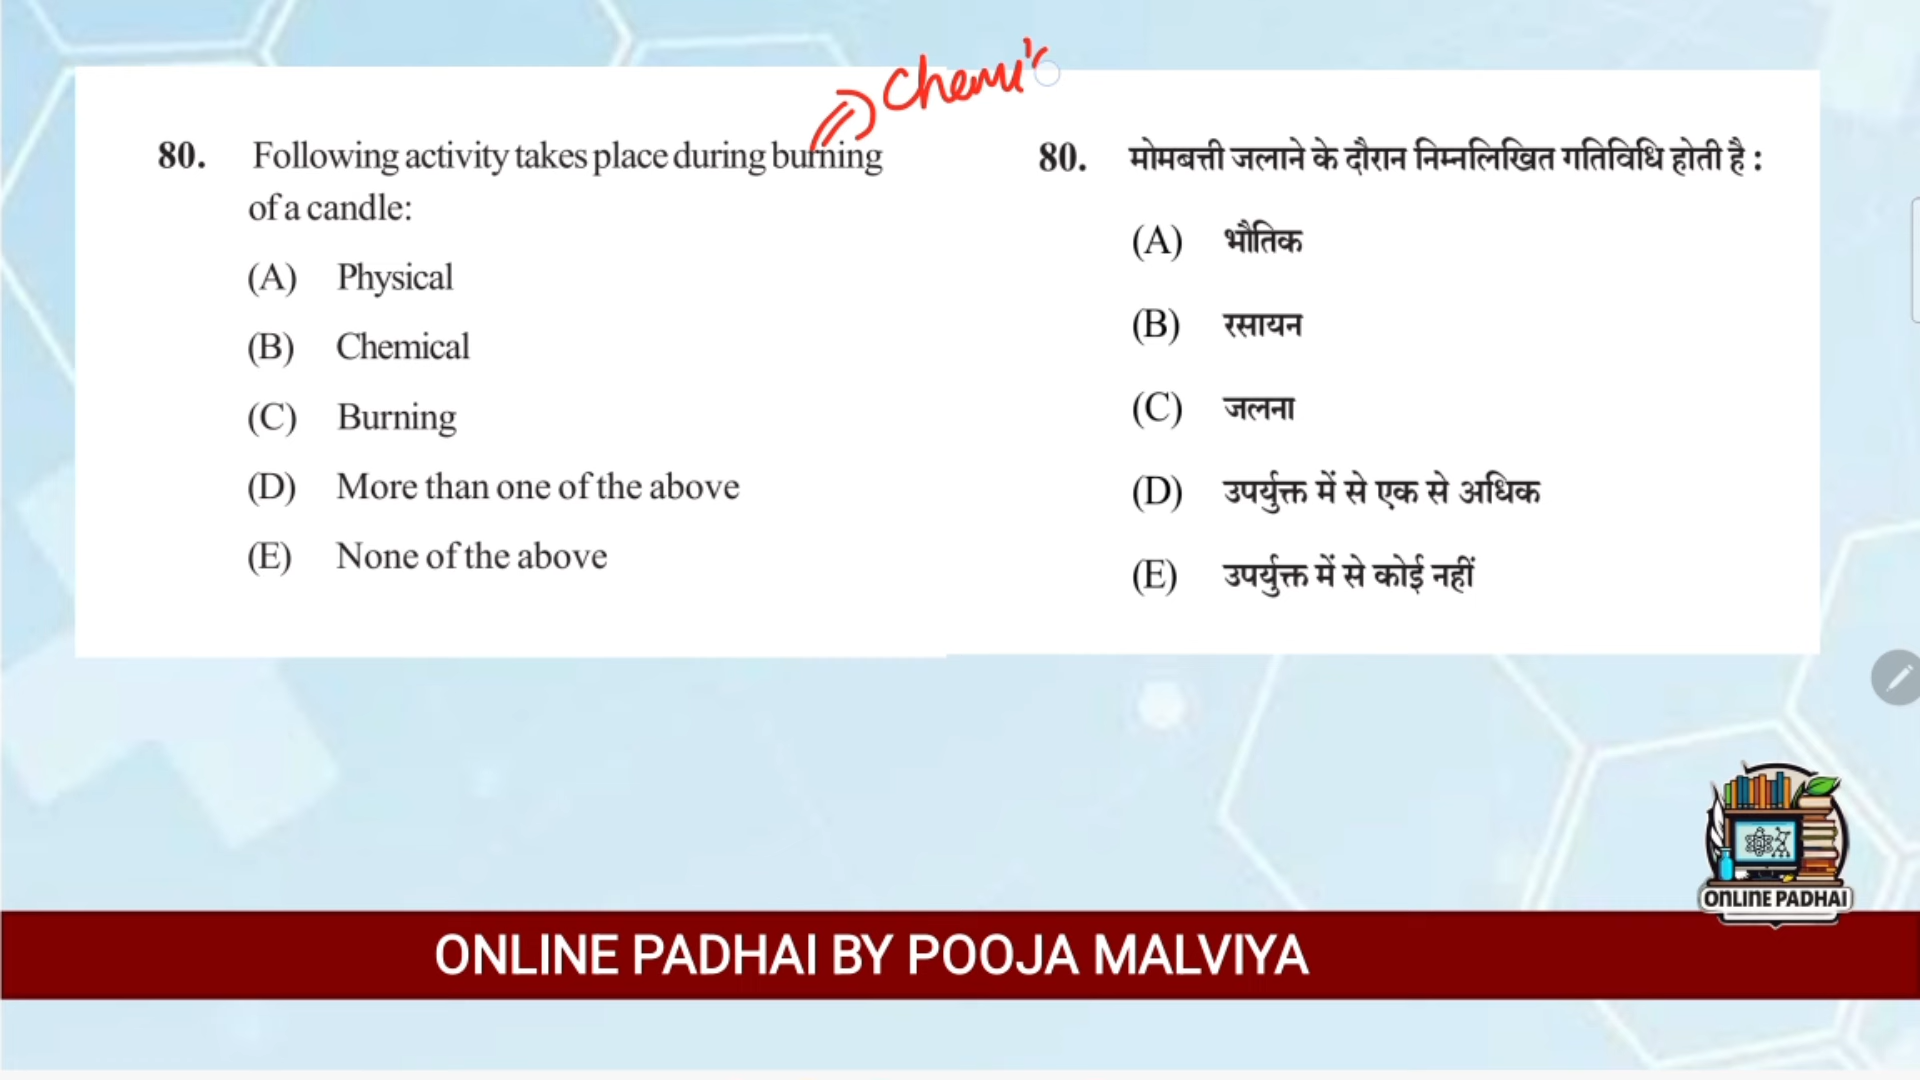 Chemi
80. Following activity takes place during burning
of a candle:
(A) Physical
(B) Chemical
(C) Burning
(D) More than one of the above
(E) None of the above
80. मोमबत्ती जलाने के दौरान निम्नलिखित गतिविधि होती है :
(A) भौतिक
(B) रसायन
(C) जलना
(D) उपर्युक्त में से एक से अधिक
(E) उपर्युक्त में से कोई नहीं
ONLINE PADHAI
ONLINE PADHAI BY POOJA MALVIYA